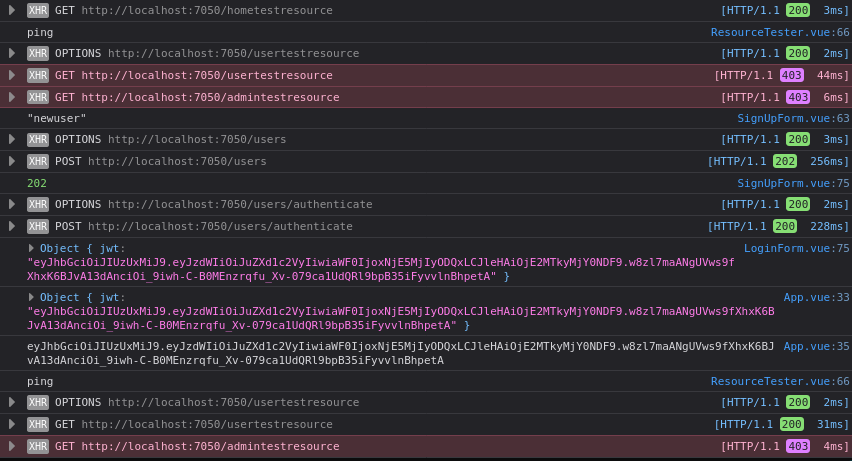 XHR GET http://localhost:7050/hometestresource [HTTP/1.1 200 3ms]
ping ResourceTester.vue:66
XHR OPTIONS http://localhost:7050/usertestresource [HTTP/1.1 200 2ms]
XHR GET http://localhost:7050/usertestresource [HTTP/1.1 403 44ms]
XHR GET http://localhost:7050/admintestresource [HTTP/1.1 403 6ms]
"newuser" SignUpForm.vue:63
XHR OPTIONS http://localhost:7050/users [HTTP/1.1 200 3ms]
XHR POST http://localhost:7050/users [HTTP/1.1 202 256ms]
202 SignUpForm.vue:75
XHR OPTIONS http://localhost:7050/users/authenticate [HTTP/1.1 200 2ms]
XHR POST http://localhost:7050/users/authenticate [HTTP/1.1 200 228ms]
Object { jwt: LoginForm.vue:75
"eyJhbGciOiJIUzUxMiJ9.eyJzdWIiOiJuZXd1c2VyIiwiaWF0IjoxNjE5MjIyODQxLCJleHAiOjE2MTkyMjY0NDF9.w8zl7maANgUVws9f
XhxK6BJvA13dAnciOi_9iwh-C-B0MEnzrqfu_Xv-079ca1UdQRl9bpB35iFyvvlnBhpetA" }
Object { jwt: App.vue:33
"eyJhbGciOiJIUzUxMiJ9.eyJzdWIiOiJuZXd1c2VyIiwiaWF0IjoxNjE5MjIyODQxLCJleHAiOjE2MTkyMjY0NDF9.w8zl7maANgUVws9fXhxK6B
JvA13dAnciOi_9iwh-C-B0MEnzrqfu_Xv-079ca1UdQRl9bpB35iFyvvlnBhpetA" }
eyJhbGciOiJIUzUxMiJ9.eyJzdWIiOiJuZXd1c2VyIiwiaWF0IjoxNjE5MjIyODQxLCJleHAiOjE2MTkyMjY0NDF9.w8zl7maANgUVws9fXhxK6BJ App.vue:35
vA13dAnciOi_9iwh-C-B0MEnzrqfu_Xv-079ca1UdQRl9bpB35iFyvvlnBhpetA
ping ResourceTester.vue:66
XHR OPTIONS http://localhost:7050/usertestresource [HTTP/1.1 200 2ms]
XHR GET http://localhost:7050/usertestresource [HTTP/1.1 200 31ms]
XHR GET http://localhost:7050/admintestresource [HTTP/1.1 403 4ms]